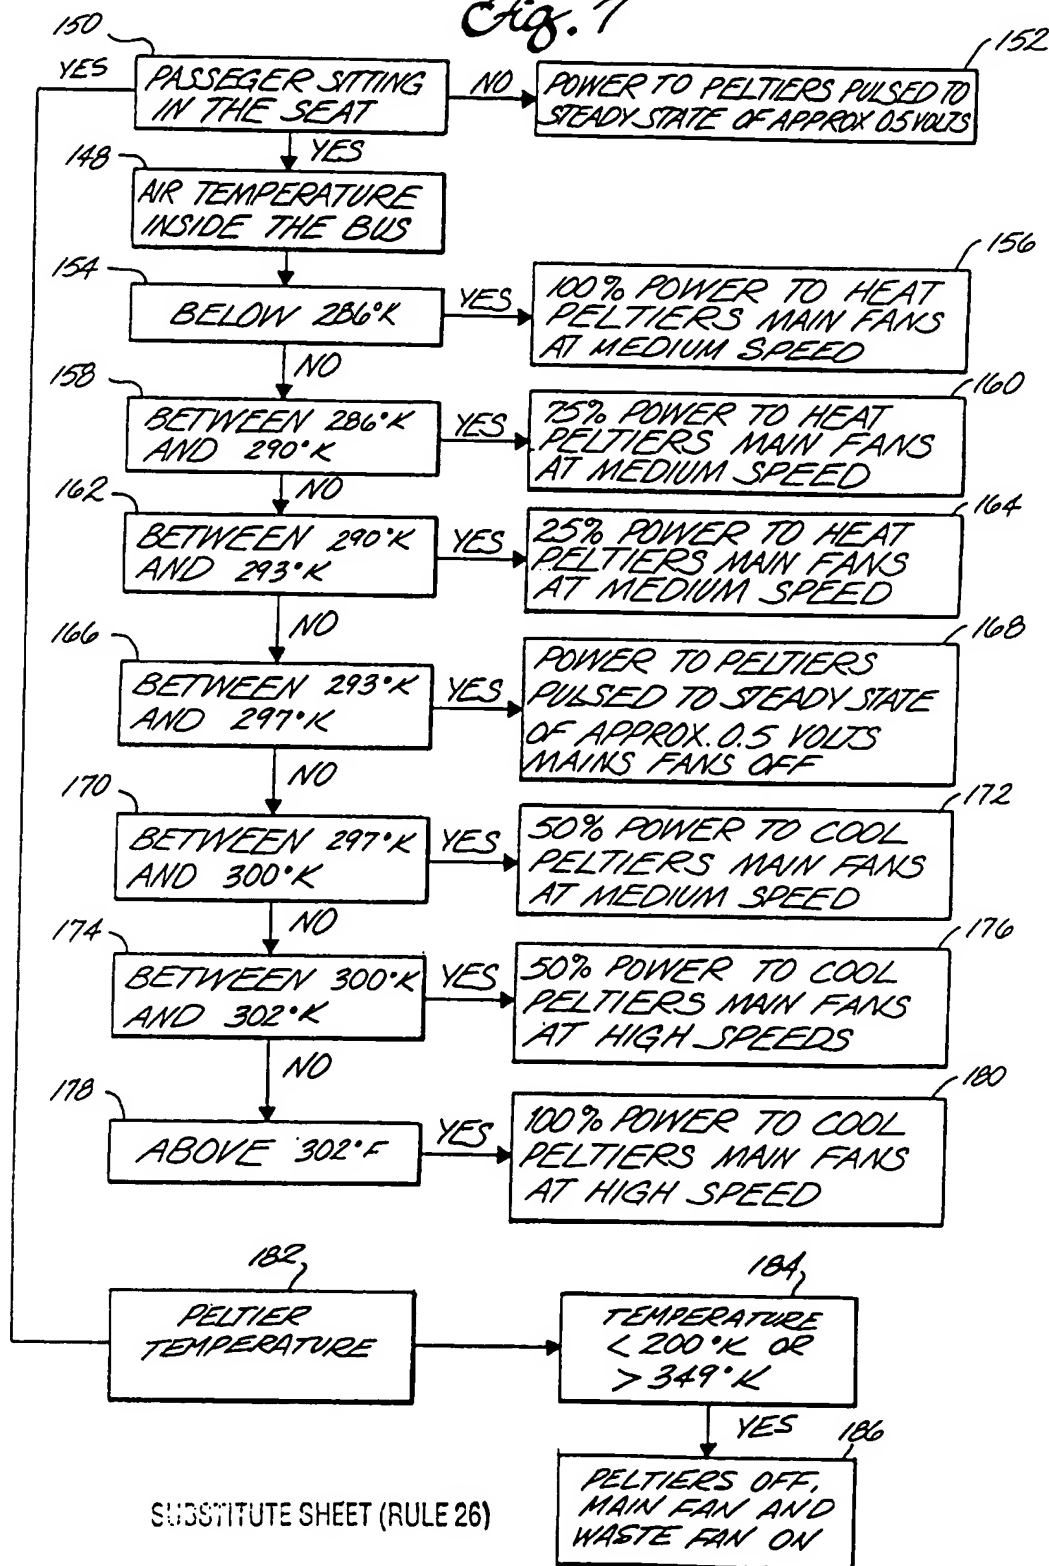 Fig. 7
150
152
YES
PASSEGER SITTING
IN THE SEAT
NO
POWER TO PELTIERS PULSED TO
STEADY STATE OF APPROX 0.5 VOLTS
YES
148
AIR TEMPERATURE
INSIDE THE BUS
154
156
BELOW 286°K
YES
100% POWER TO HEAT
PELTIERS MAIN FANS
AT MEDIUM SPEED
NO
158
160
BETWEEN 286°K
AND 290°K
YES
75% POWER TO HEAT
PELTIERS MAIN FANS
AT MEDIUM SPEED
NO
162
164
BETWEEN 290°K
AND 293°K
YES
25% POWER TO HEAT
PELTIERS MAIN FANS
AT MEDIUM SPEED
NO
166
168
BETWEEN 293°K
AND 297°K
YES
POWER TO PELTIERS
PULSED TO STEADY STATE
OF APPROX. 0.5 VOLTS
MAINS FANS OFF
NO
170
172
BETWEEN 297°K
AND 300°K
YES
50% POWER TO COOL
PELTIERS MAIN FANS
AT MEDIUM SPEED
NO
174
176
BETWEEN 300°K
AND 302°K
YES
50% POWER TO COOL
PELTIERS MAIN FANS
AT HIGH SPEEDS
NO
178
180
ABOVE 302°F
YES
100% POWER TO COOL
PELTIERS MAIN FANS
AT HIGH SPEED
182
184
PELTIER
TEMPERATURE
TEMPERATURE
< 200°K OR
> 349°K
YES
186
PELTIERS OFF,
MAIN FAN AND
WASTE FAN ON
SUBSTITUTE SHEET (RULE 26)